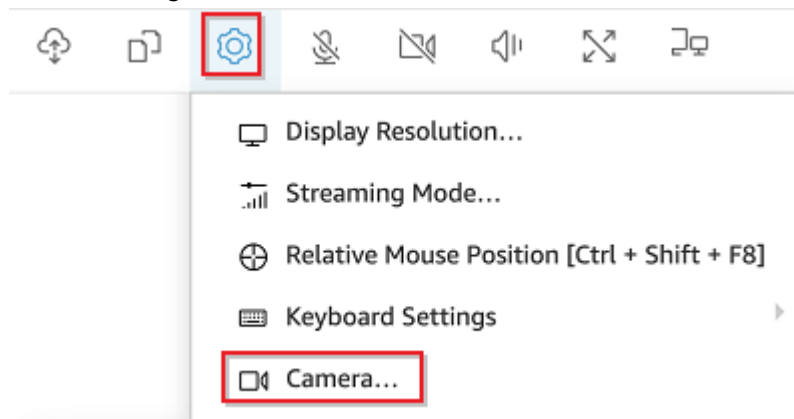 Display Resolution...
Streaming Mode...
Relative Mouse Position [Ctrl + Shift + F8]
Keyboard Settings
Camera...